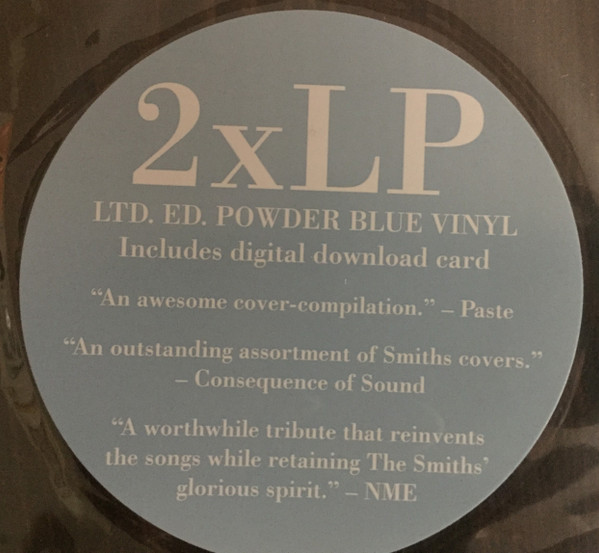 2xLP
LTD. ED. POWDER BLUE VINYL
Includes digital download card
“An awesome cover-compilation.” – Paste
“An outstanding assortment of Smiths covers.”
– Consequence of Sound
“A worthwhile tribute that reinvents
the songs while retaining The Smiths’
glorious spirit.” – NME